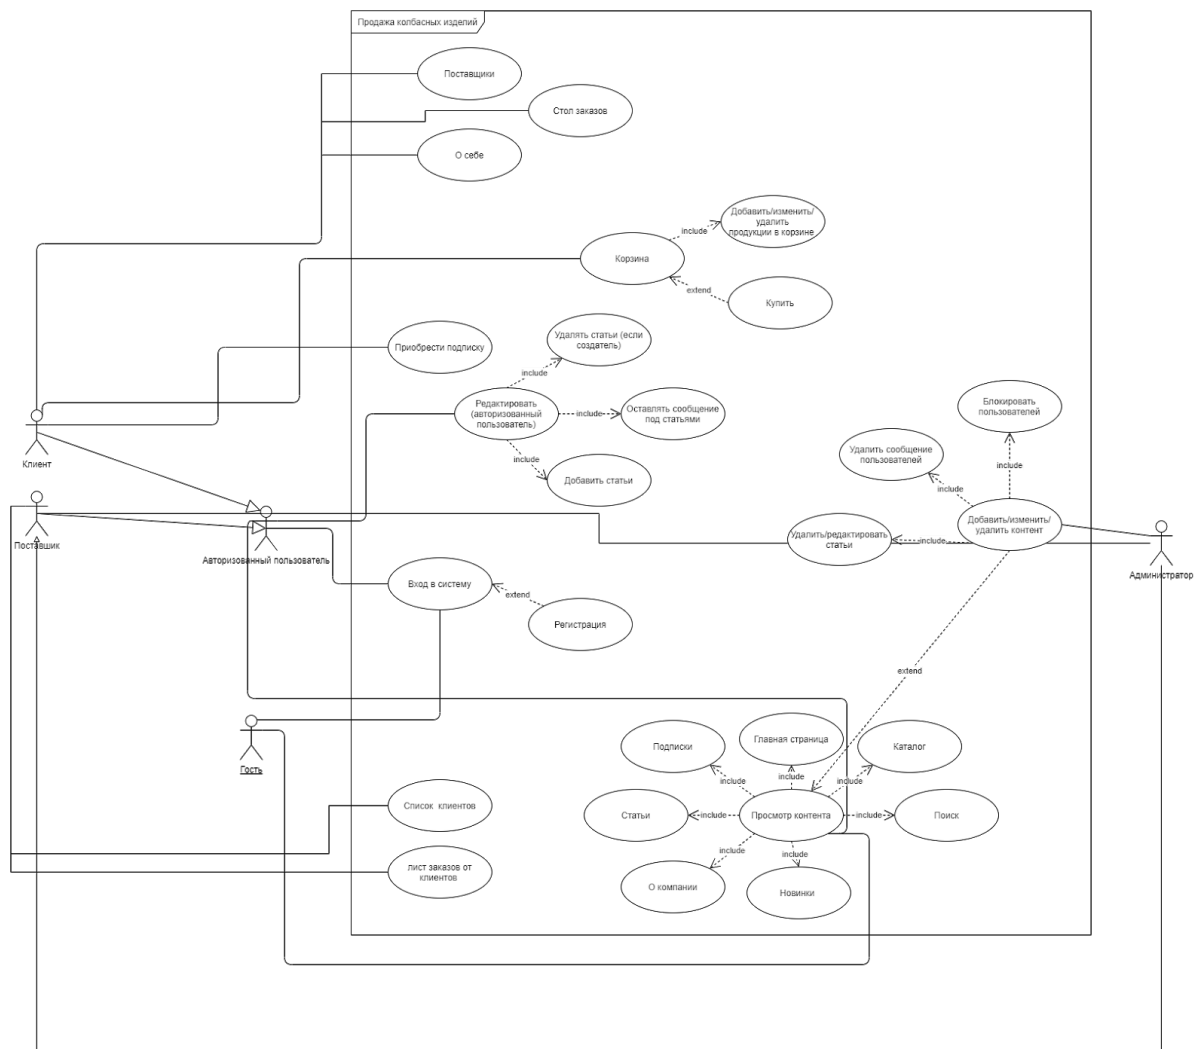 Продажа колбасных изделий
Поставщики
Стол заказов
О себе
Добавить/изменить/
удалить
продукции в корзине
include
Корзина
extend
Купить
Удалять статьи (если
создатель)
Приобрести подписку
include
Редактировать
(авторизованный
пользователь)
include
Оставлять сообщение
под статьями
Блокировать
пользователей
include
Добавить статьи
Клиент
Удалить сообщение
пользователей
include
include
Добавить/изменить/
удалить контент
Удалить/редактировать
статьи
include
Поставшик
Авторизованный пользователь
Администратор
Вход в систему
extend
Регистрация
extend
Гость
Подписки
Главная страница
Каталог
include
include
include
Список клиентов
Статьи
include
Просмотр контента
include
Поиск
include
include
лист заказов от
клиентов
О компании
Новинки